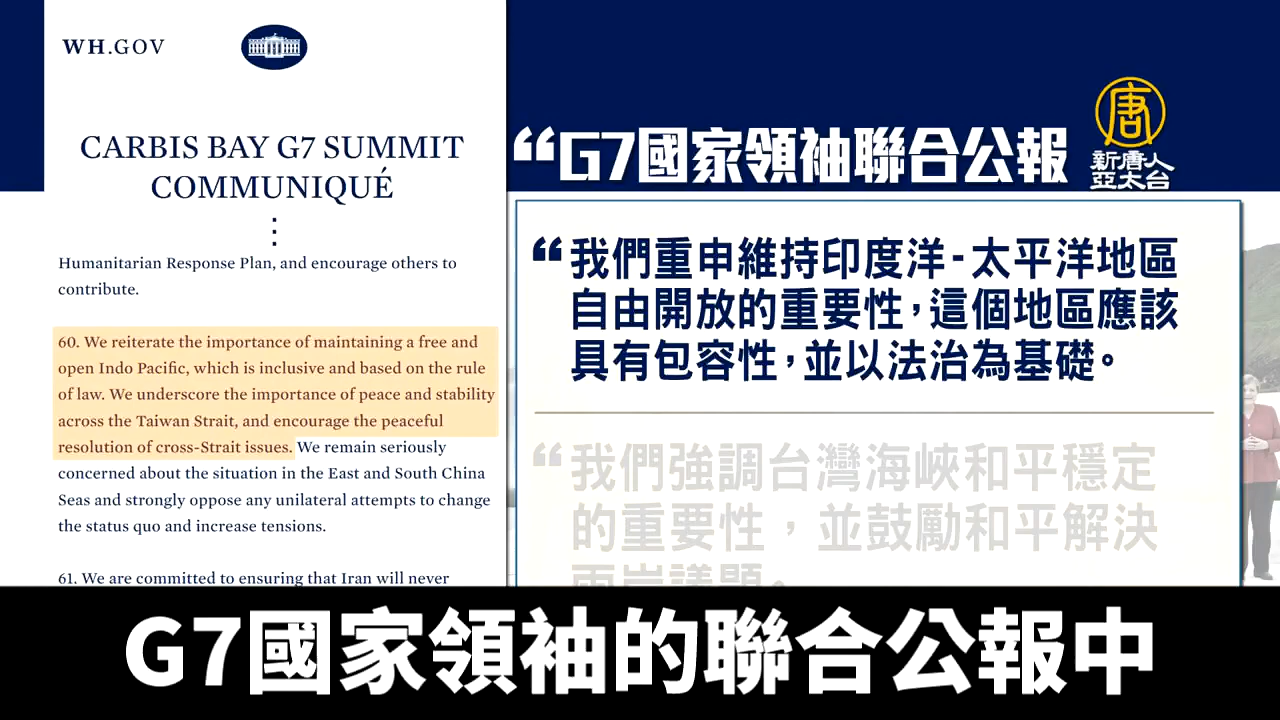 WH.GOV
CARBIS BAY G7 SUMMIT
COMMUNIQUÉ
⋮
Humanitarian Response Plan, and encourage others to
contribute.
60. We reiterate the importance of maintaining a free and
open Indo Pacific, which is inclusive and based on the rule
of law. We underscore the importance of peace and stability
across the Taiwan Strait, and encourage the peaceful
resolution of cross-Strait issues. We remain seriously
concerned about the situation in the East and South China
Seas and strongly oppose any unilateral attempts to change
the status quo and increase tensions.
61. We are committed to ensuring that Iran will never
“G7國家領袖聯合公報
唐
新唐人
亞太台
“我們重申維持印度洋-太平洋地區
自由開放的重要性，這個地區應該
具有包容性，並以法治為基礎。
“我們強調台灣海峽和平穩定
的重要性，並鼓勵和平解決
兩岸議題。
G7國家領袖的聯合公報中